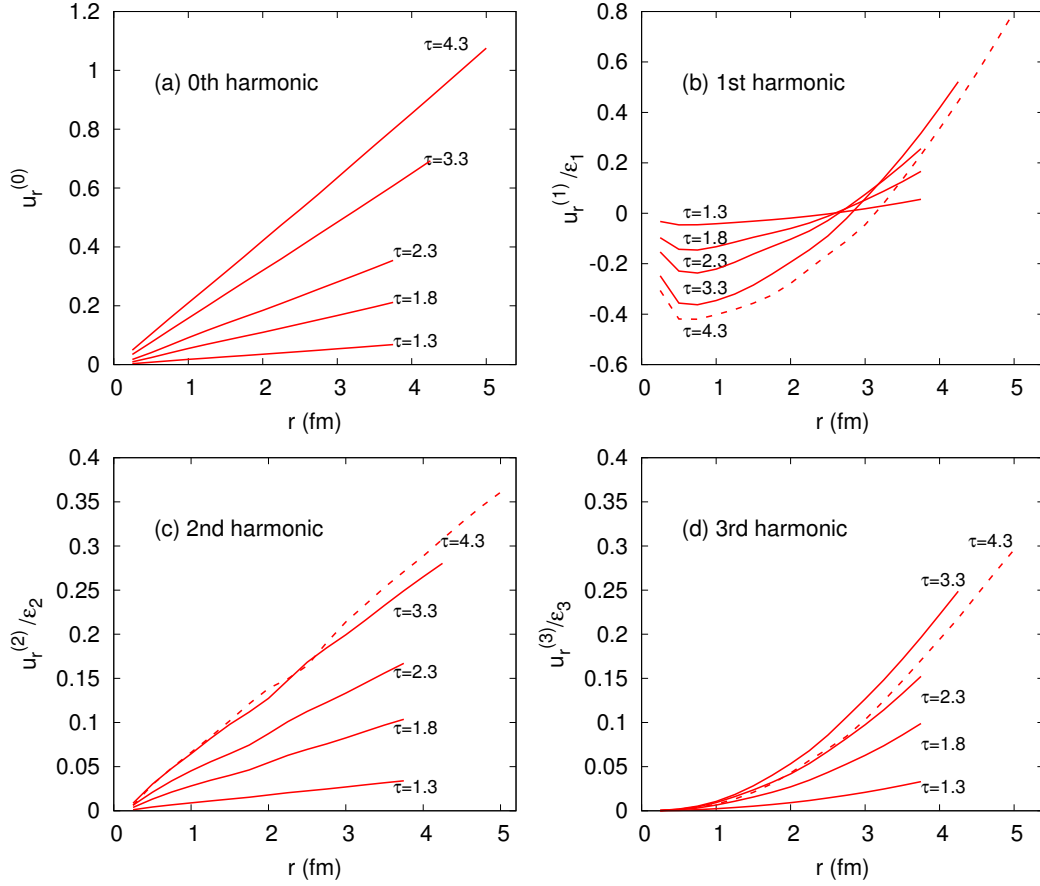 1.2
1
0.8
0.6
0.4
0.2
0
u_r^(0)
(a) 0th harmonic
τ=4.3
τ=3.3
τ=2.3
τ=1.8
τ=1.3
0 1 2 3 4 5
r (fm)
0.8
0.6
0.4
0.2
0
-0.2
-0.4
-0.6
u_r^(1)/ε_1
(b) 1st harmonic
τ=1.3
τ=1.8
τ=2.3
τ=3.3
τ=4.3
0 1 2 3 4 5
r (fm)
0.4
0.35
0.3
0.25
0.2
0.15
0.1
0.05
0
u_r^(2)/ε_2
(c) 2nd harmonic
τ=4.3
τ=3.3
τ=2.3
τ=1.8
τ=1.3
0 1 2 3 4 5
r (fm)
0.4
0.35
0.3
0.25
0.2
0.15
0.1
0.05
0
u_r^(3)/ε_3
(d) 3rd harmonic
τ=4.3
τ=3.3
τ=2.3
τ=1.8
τ=1.3
0 1 2 3 4 5
r (fm)